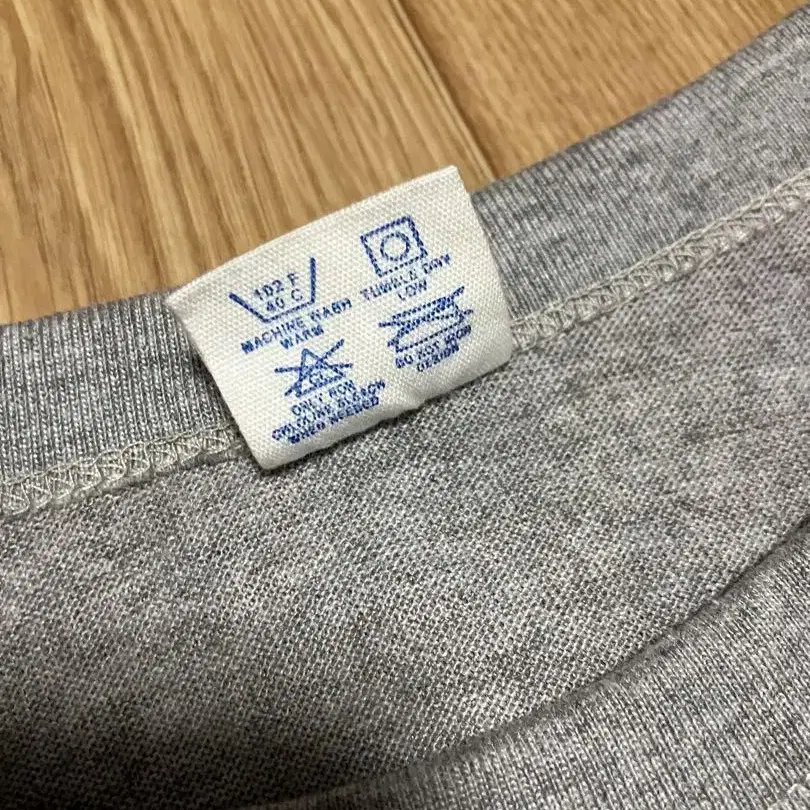 102 F
40 C
MACHINE WASH
WARM
TUMBLE DRY
LOW
ONLY NON
CHLORINE BLEACH
WHEN NEEDED
DO NOT IRON
DESIGN